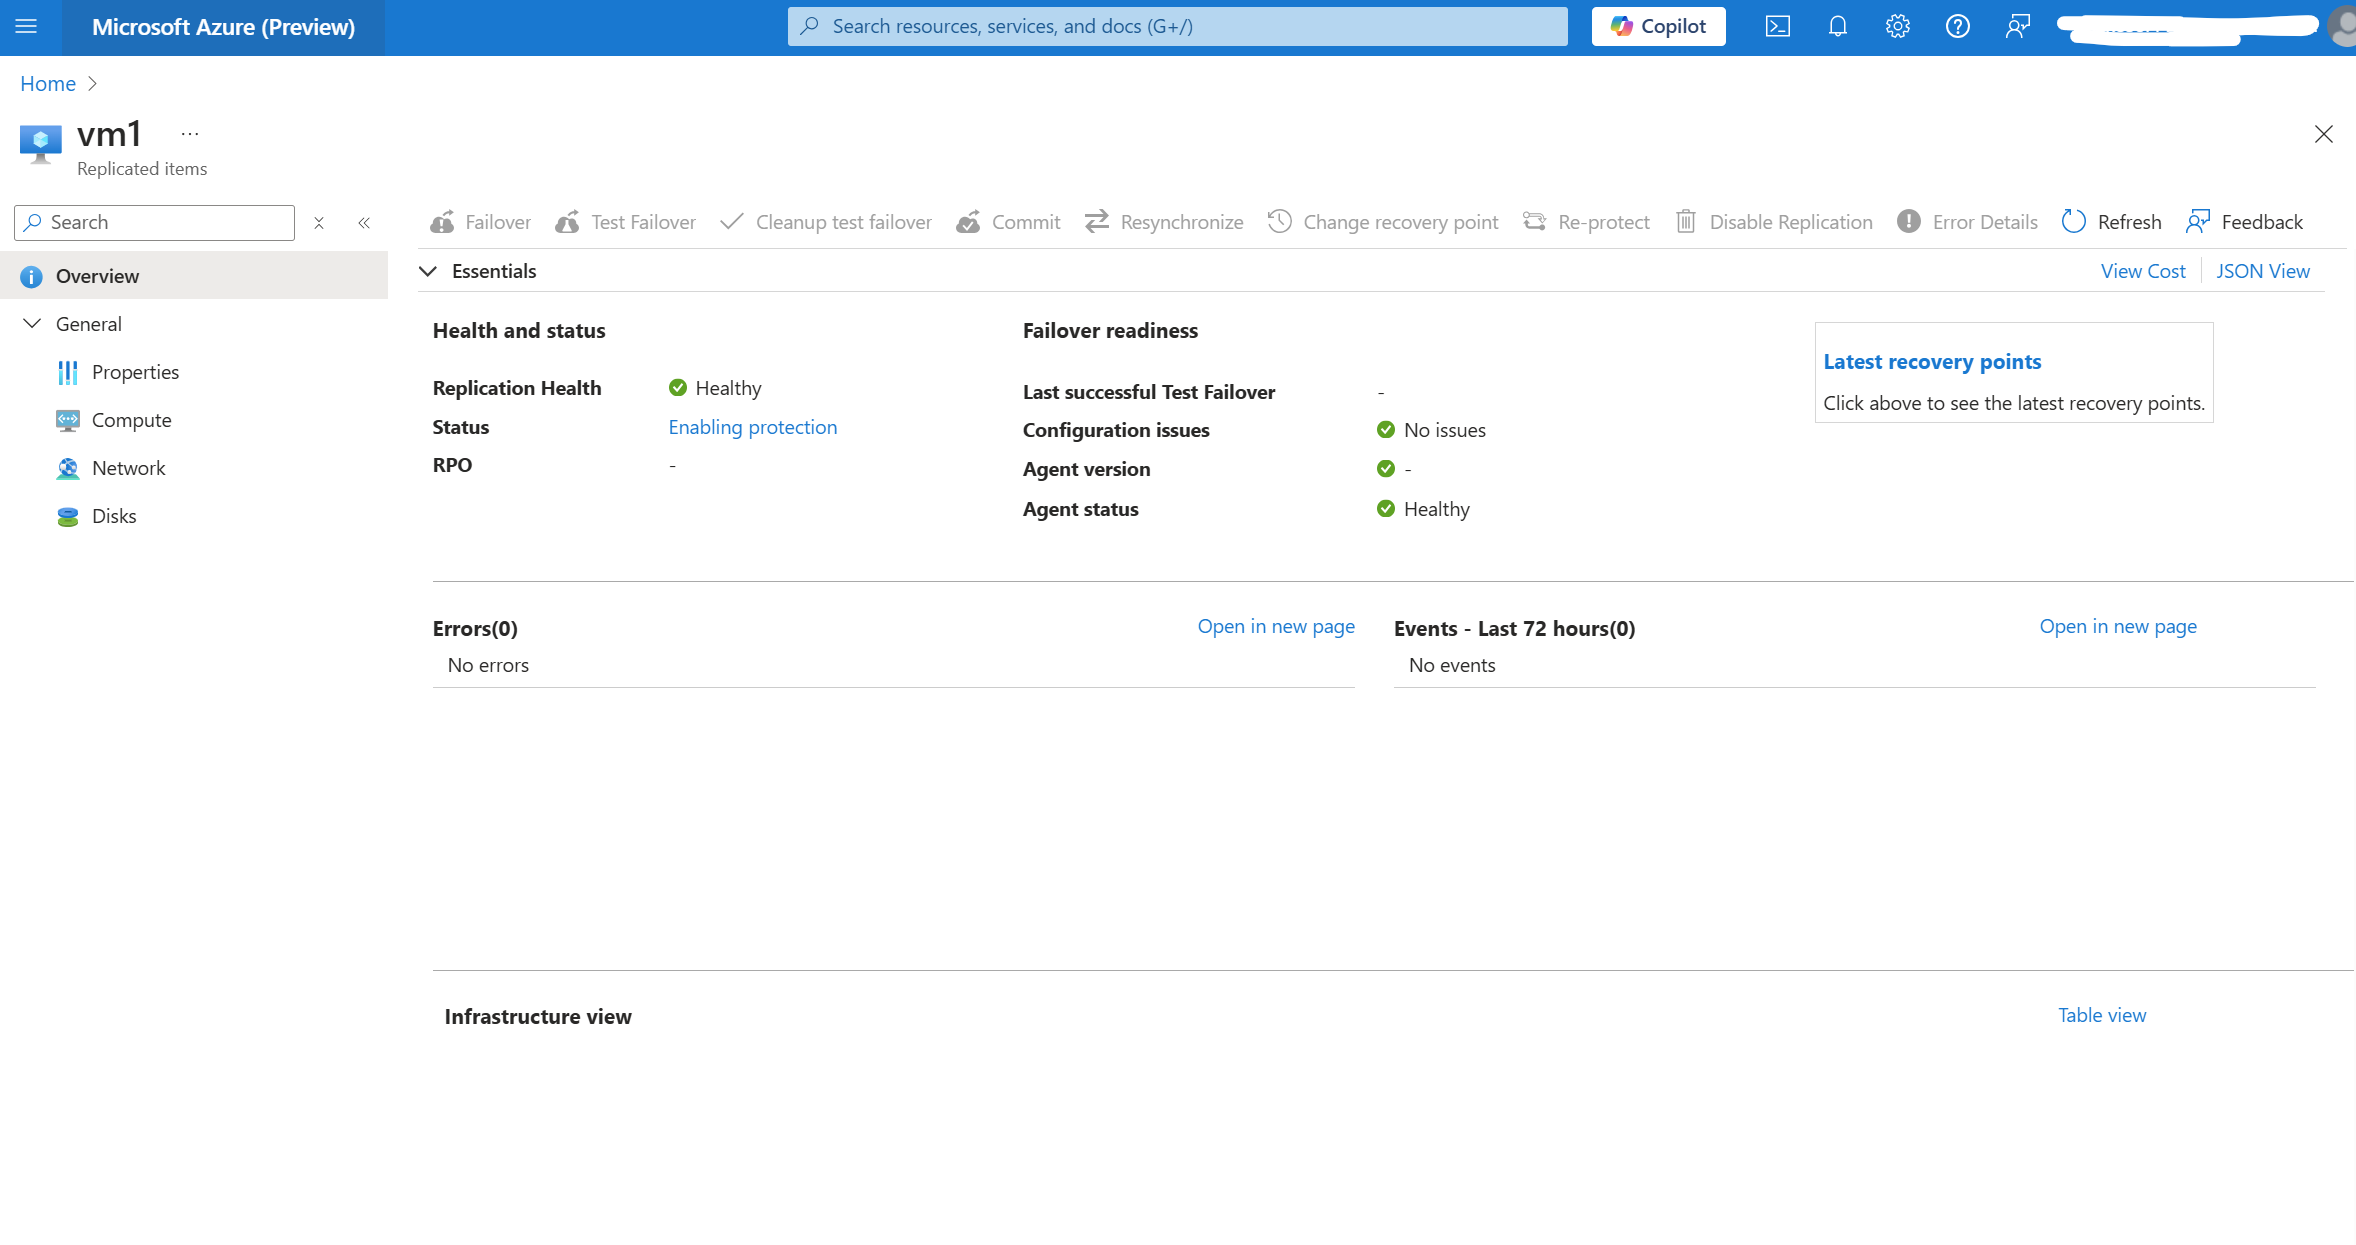 Microsoft Azure (Preview)
Search resources, services, and docs (G+/)
Copilot
Home
vm1
...
Replicated items
Search
Failover
Test Failover
Cleanup test failover
Commit
Resynchronize
Change recovery point
Re-protect
Disable Replication
Error Details
Refresh
Feedback
Overview
General
Properties
Compute
Network
Disks
Essentials
View Cost
JSON View
Health and status
Replication Health Healthy
Status Enabling protection
RPO -
Failover readiness
Last successful Test Failover -
Configuration issues No issues
Agent version -
Agent status Healthy
Latest recovery points
Click above to see the latest recovery points.
Errors(0)
Open in new page
No errors
Events - Last 72 hours(0)
Open in new page
No events
Infrastructure view
Table view